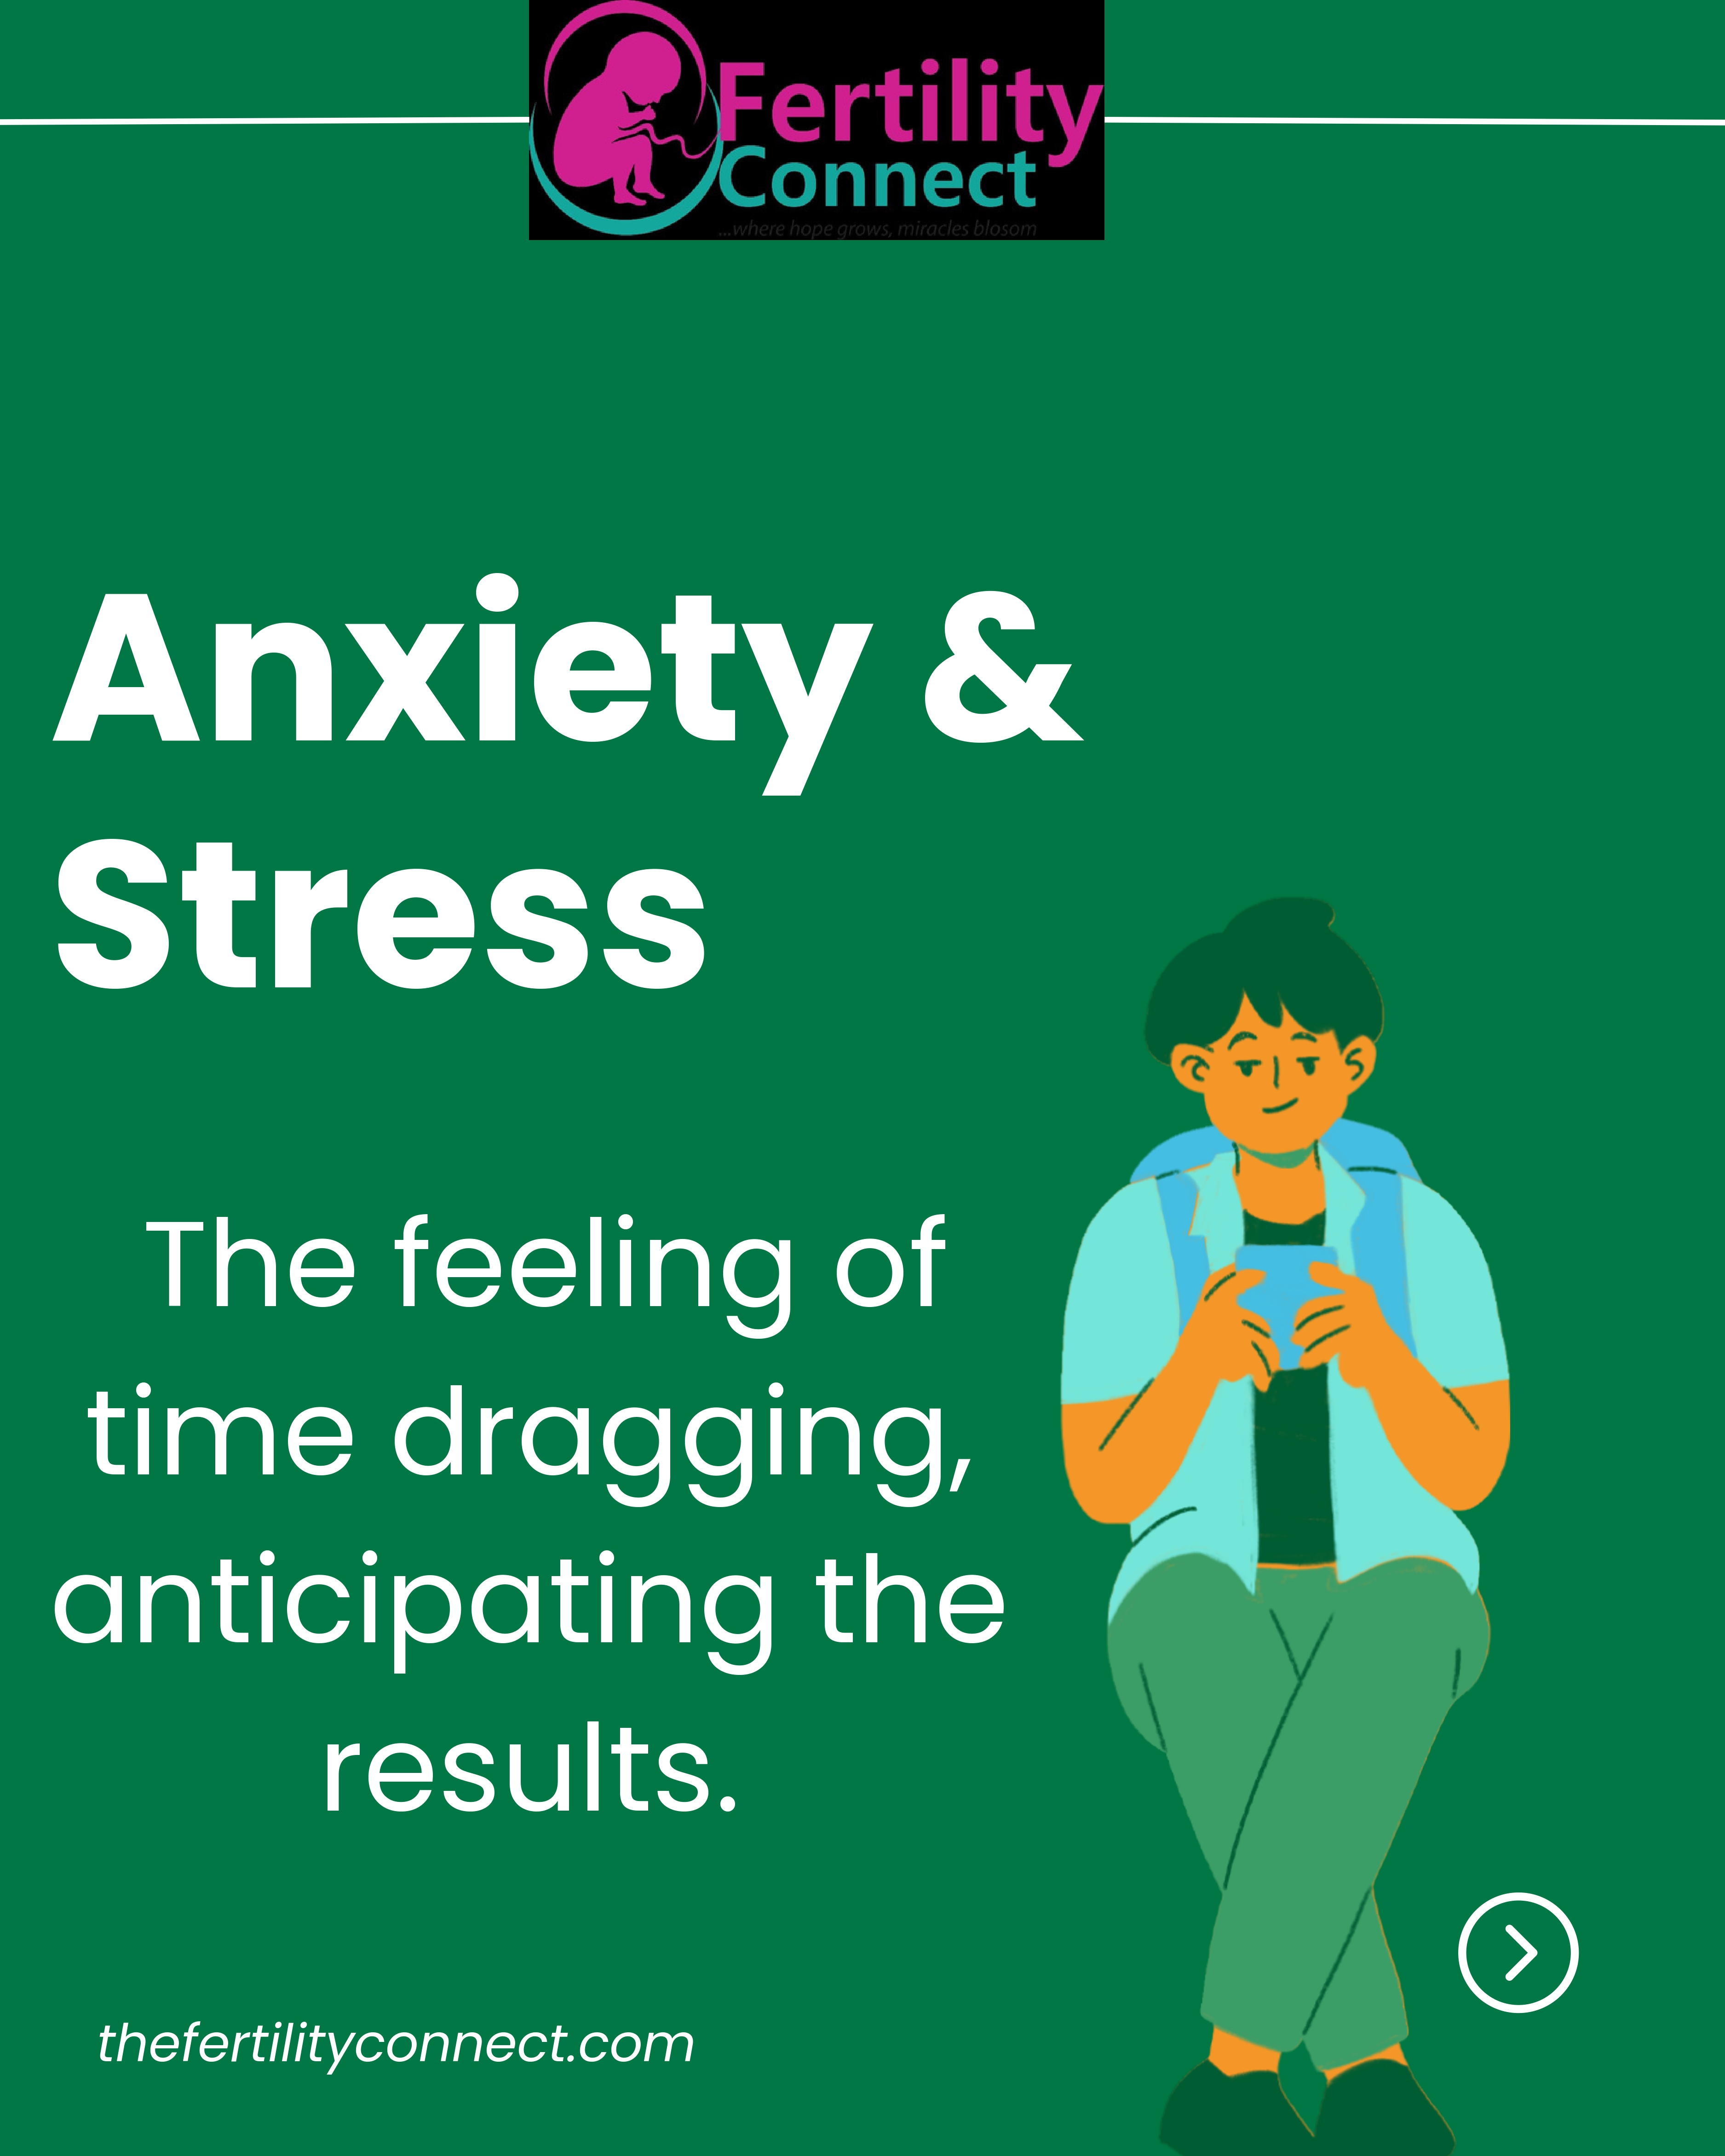 Fertility
Connect
...where hope grows, miracles blosom
Anxiety &
Stress
The feeling of
time dragging,
anticipating the
results.
thefertilityconnect.com